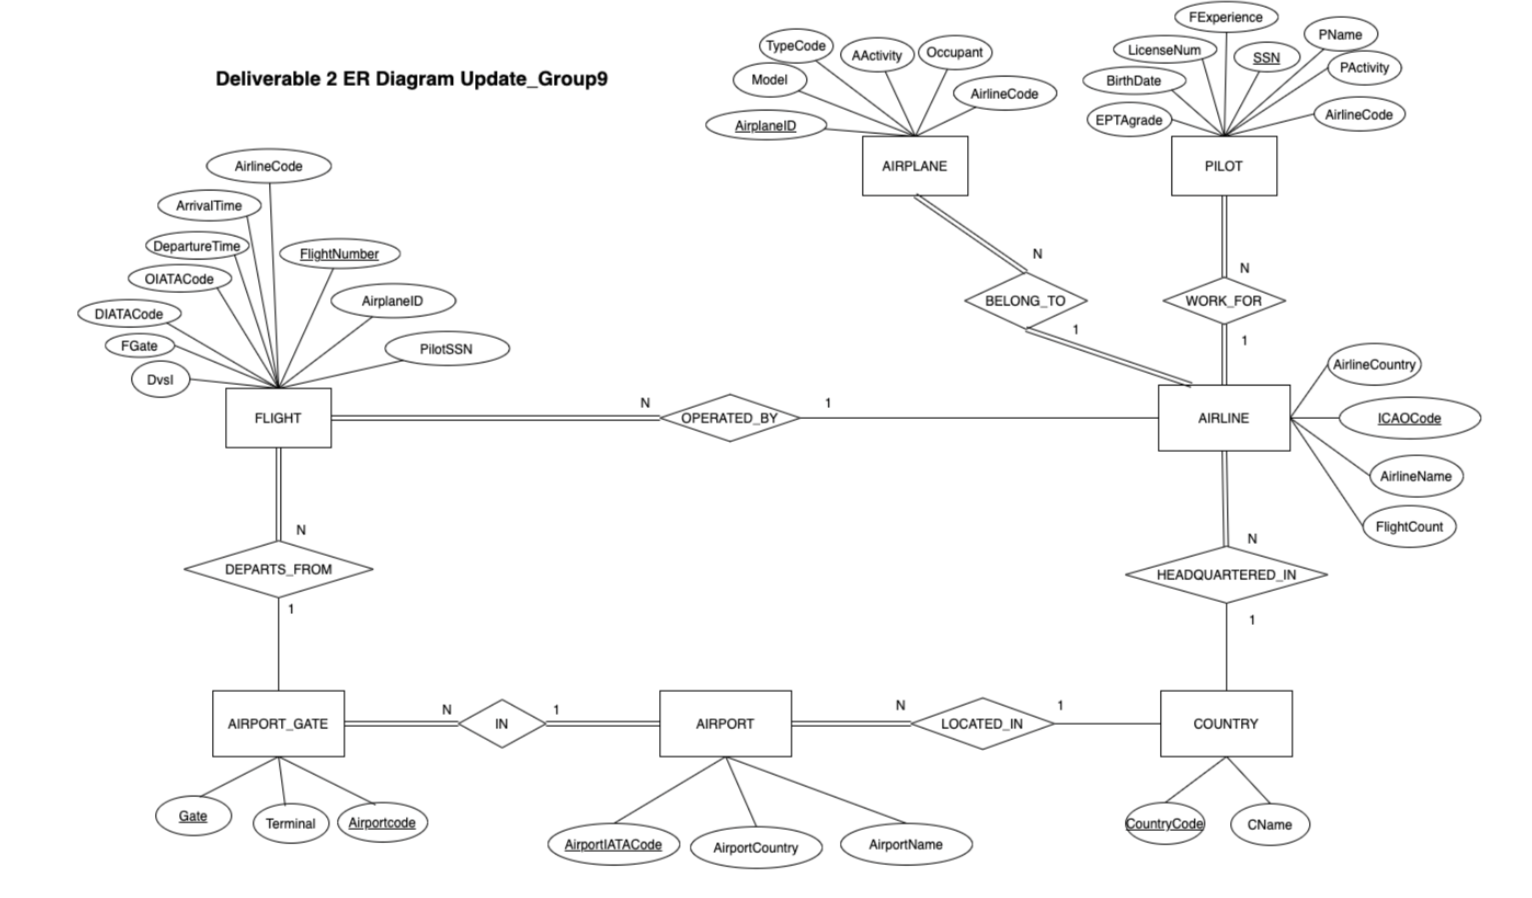 FExperience
PName
TypeCode
AActivity
Occupant
LicenseNum
SSN
PActivity
Deliverable 2 ER Diagram Update_Group9
Model
BirthDate
AirlineCode
AirlineCode
AirplaneID
EPTAgrade
AIRPLANE
PILOT
AirlineCode
ArrivalTime
DepartureTime
FlightNumber
OIATACode
AirplaneID
DIATACode
FGate
PilotSSN
DvsI
N
N
BELONG_TO
WORK_FOR
1
1
AirlineCountry
FLIGHT
N
OPERATED_BY
1
AIRLINE
ICAOCode
AirlineName
FlightCount
N
DEPARTS_FROM
1
N
HEADQUARTERED_IN
1
AIRPORT_GATE
N
IN
1
AIRPORT
N
LOCATED_IN
1
COUNTRY
Gate
Terminal
Airportcode
AirportIATACode
AirportCountry
AirportName
CountryCode
CName